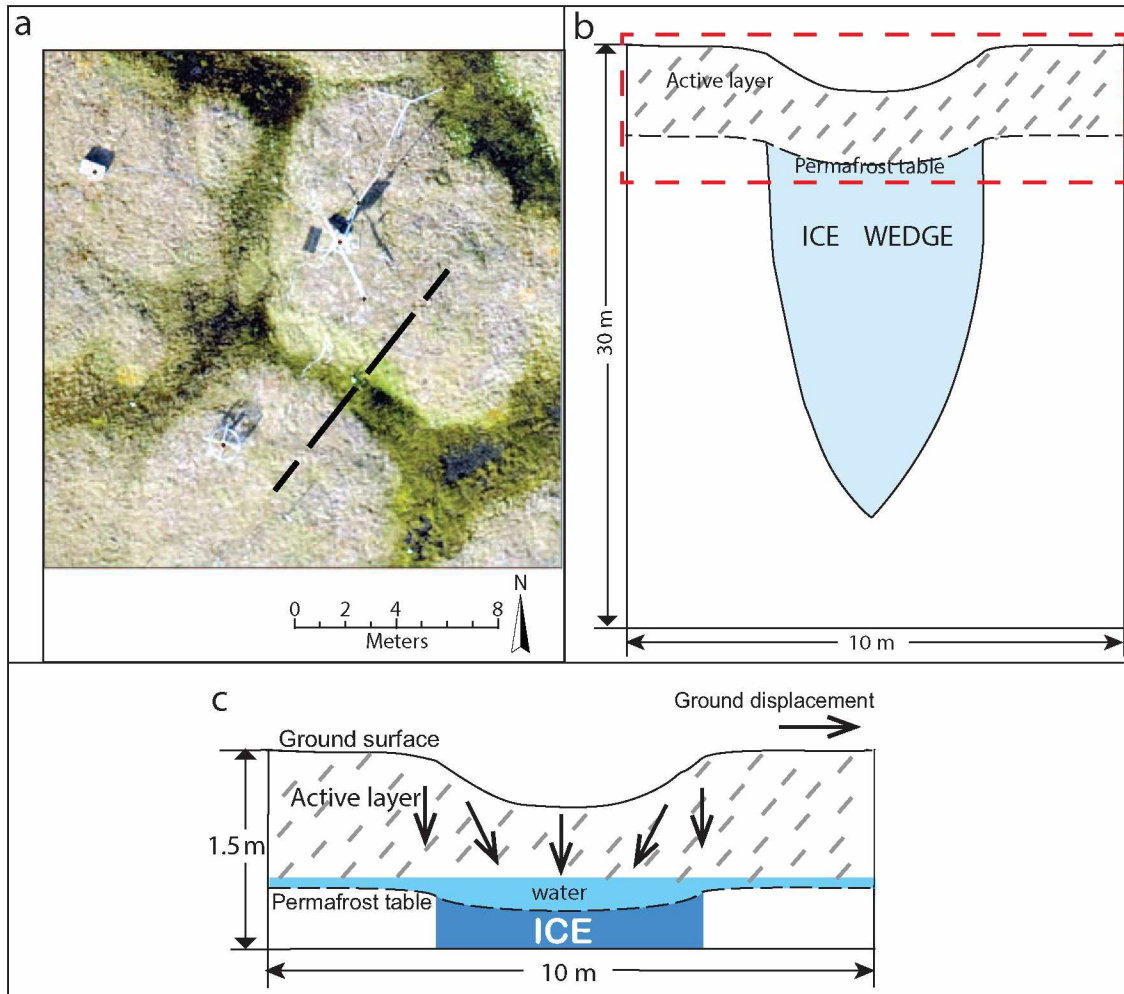 a
0 2 4 8
Meters
N
b
Active layer
Permafrost table
ICE WEDGE
30 m
10 m
c
Ground displacement
Ground surface
Active layer
1.5 m
water
Permafrost table
ICE
10 m